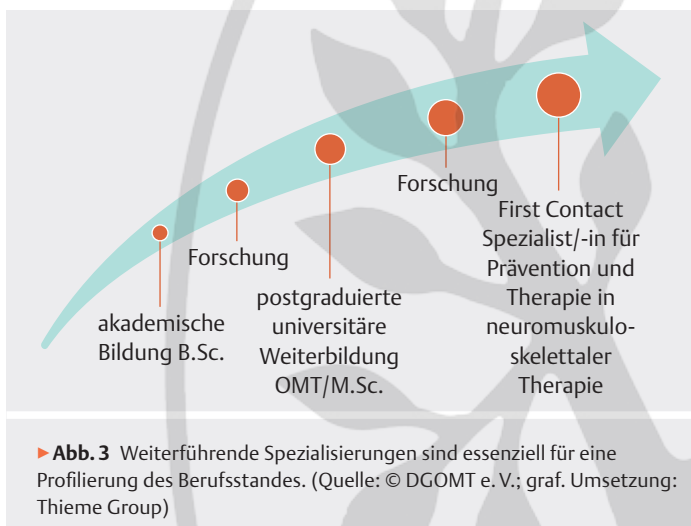 akademische
Bildung B.Sc.
Forschung
postgraduierte
universitäre
Weiterbildung
OMT/M.Sc.
Forschung
First Contact
Spezialist/-in für
Prävention und
Therapie in
neuromuskulo-
skelettaler
Therapie
▶Abb. 3 Weiterführende Spezialisierungen sind essenziell für eine
Profilierung des Berufsstandes. (Quelle: © DGOMT e. V.; graf. Umsetzung:
Thieme Group)